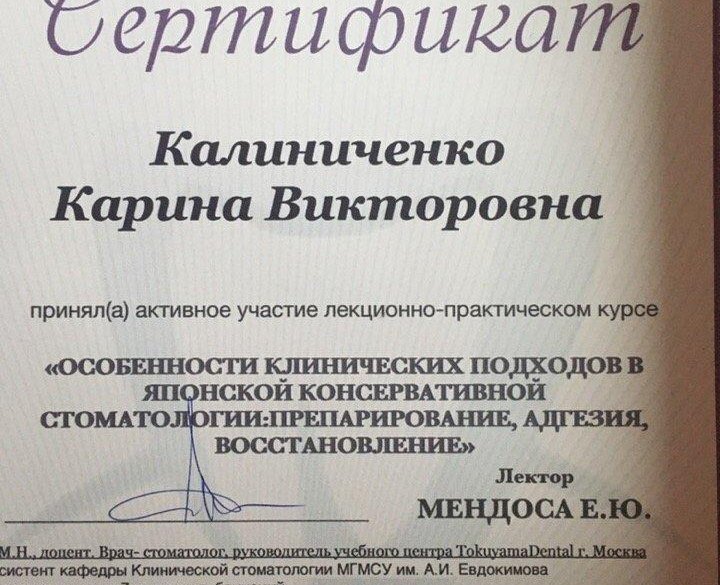 Сертификат
Калиниченко
Карина Викторовна
принял(а) активное участие лекционно-практическом курсе
«ОСОБЕННОСТИ КЛИНИЧЕСКИХ ПОДХОДОВ В
ЯПОНСКОЙ КОНСЕРВАТИВНОЙ
СТОМАТОЛОГИИ:ПРЕПАРИРОВАНИЕ, АДГЕЗИЯ,
ВОССТАНОВЛЕНИЕ»
Лектор
МЕНДОСА Е.Ю.
М.Н., доцент. Врач- стоматолог, руководитель учебного центра TokuyamaDental г. Москва
систент кафедры Клинической стоматологии МГМСУ им. А.И. Евдокимова